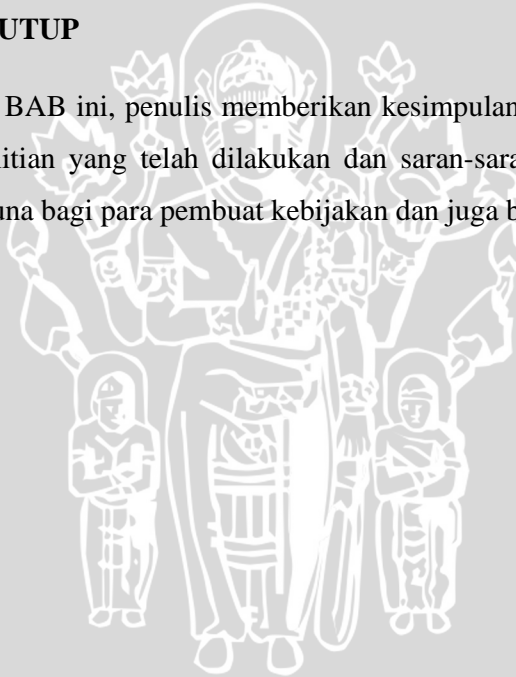 UTUP
BAB ini, penulis memberikan kesimpulan
litian yang telah dilakukan dan saran-sara
una bagi para pembuat kebijakan dan juga b